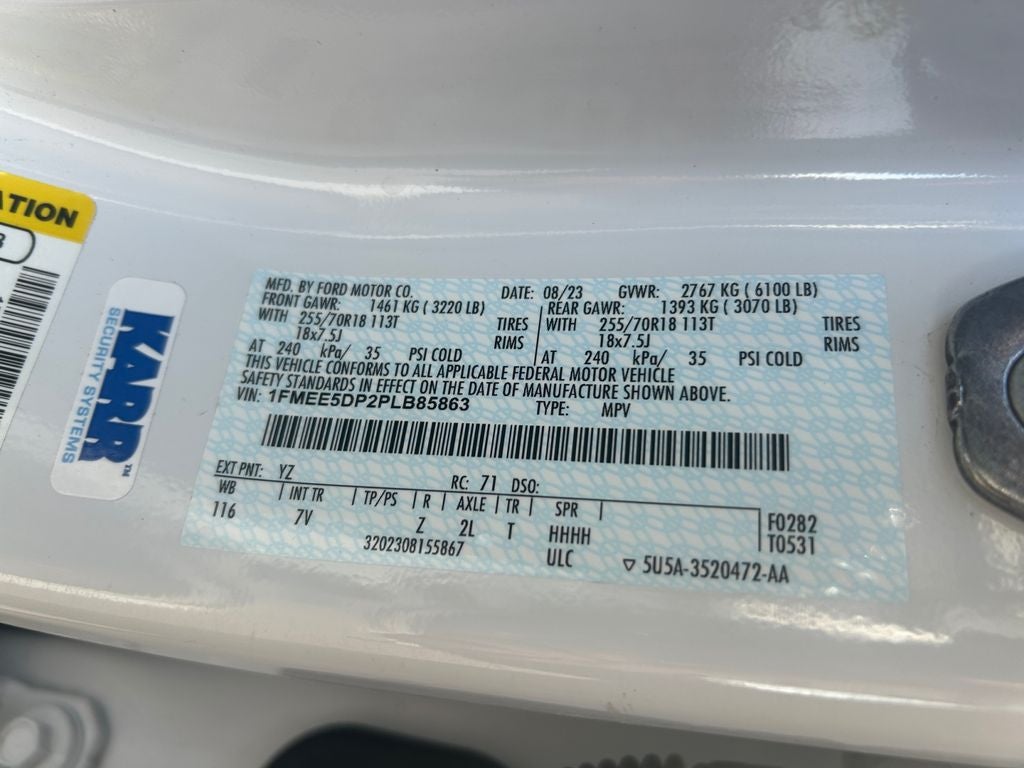 ATION
KARR
SECURITY SYSTEMS
TM
MFD. BY FORD MOTOR CO. DATE: 08/23 GVWR: 2767 KG ( 6100 LB)
FRONT GAWR: 1461 KG ( 3220 LB) REAR GAWR: 1393 KG ( 3070 LB)
WITH 255/70R18 113T TIRES WITH 255/70R18 113T TIRES
18x7.5J RIMS 18x7.5J RIMS
AT 240 kPa/ 35 PSI COLD AT 240 kPa/ 35 PSI COLD
THIS VEHICLE CONFORMS TO ALL APPLICABLE FEDERAL MOTOR VEHICLE
SAFETY STANDARDS IN EFFECT ON THE DATE OF MANUFACTURE SHOWN ABOVE.
VIN: 1FMEE5DP2PLB85863 TYPE: MPV
EXT PNT: YZ RC: 71 DSO:
WB INT TR TP/PS R AXLE TR SPR
116 7V Z 2L T HHHH F0282
3202308155867 ULC T0531
▽ 5U5A-3520472-AA